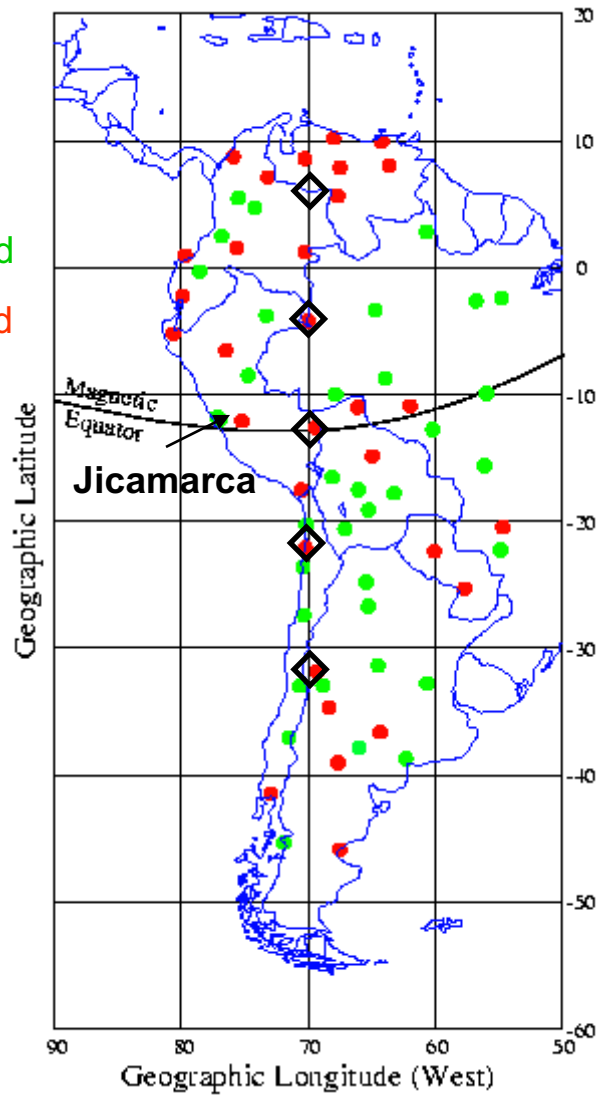 20
10
0
-10
-20
-30
-40
-50
-60
d
d
Magnetic
Equator
Jicamarca
Geographic Latitude
90 80 70 60 50
Geographic Longitude (West)